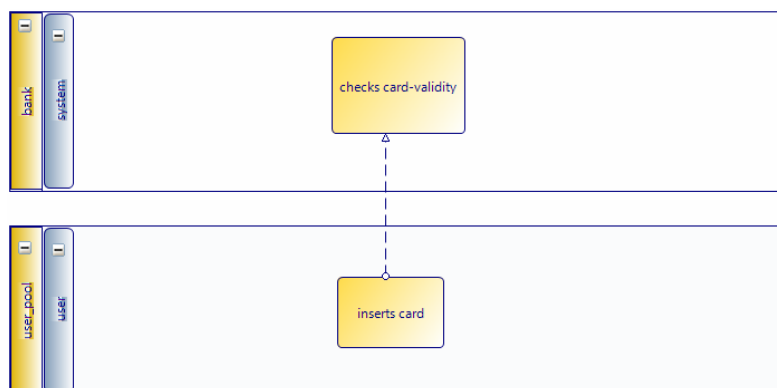 bank
system
checks card-validity
user_pool
user
inserts card